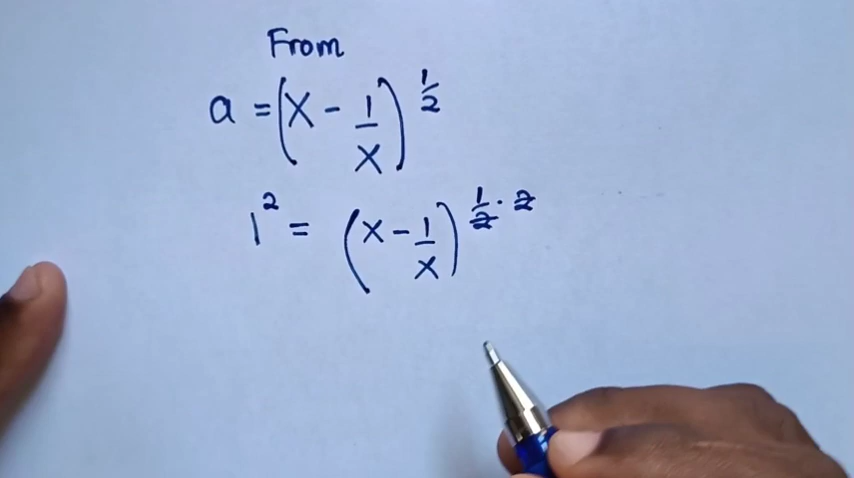 From
a = (x - 1/x)^(1/2)
1^2 = (x - 1/x)^(1/2 · 2)